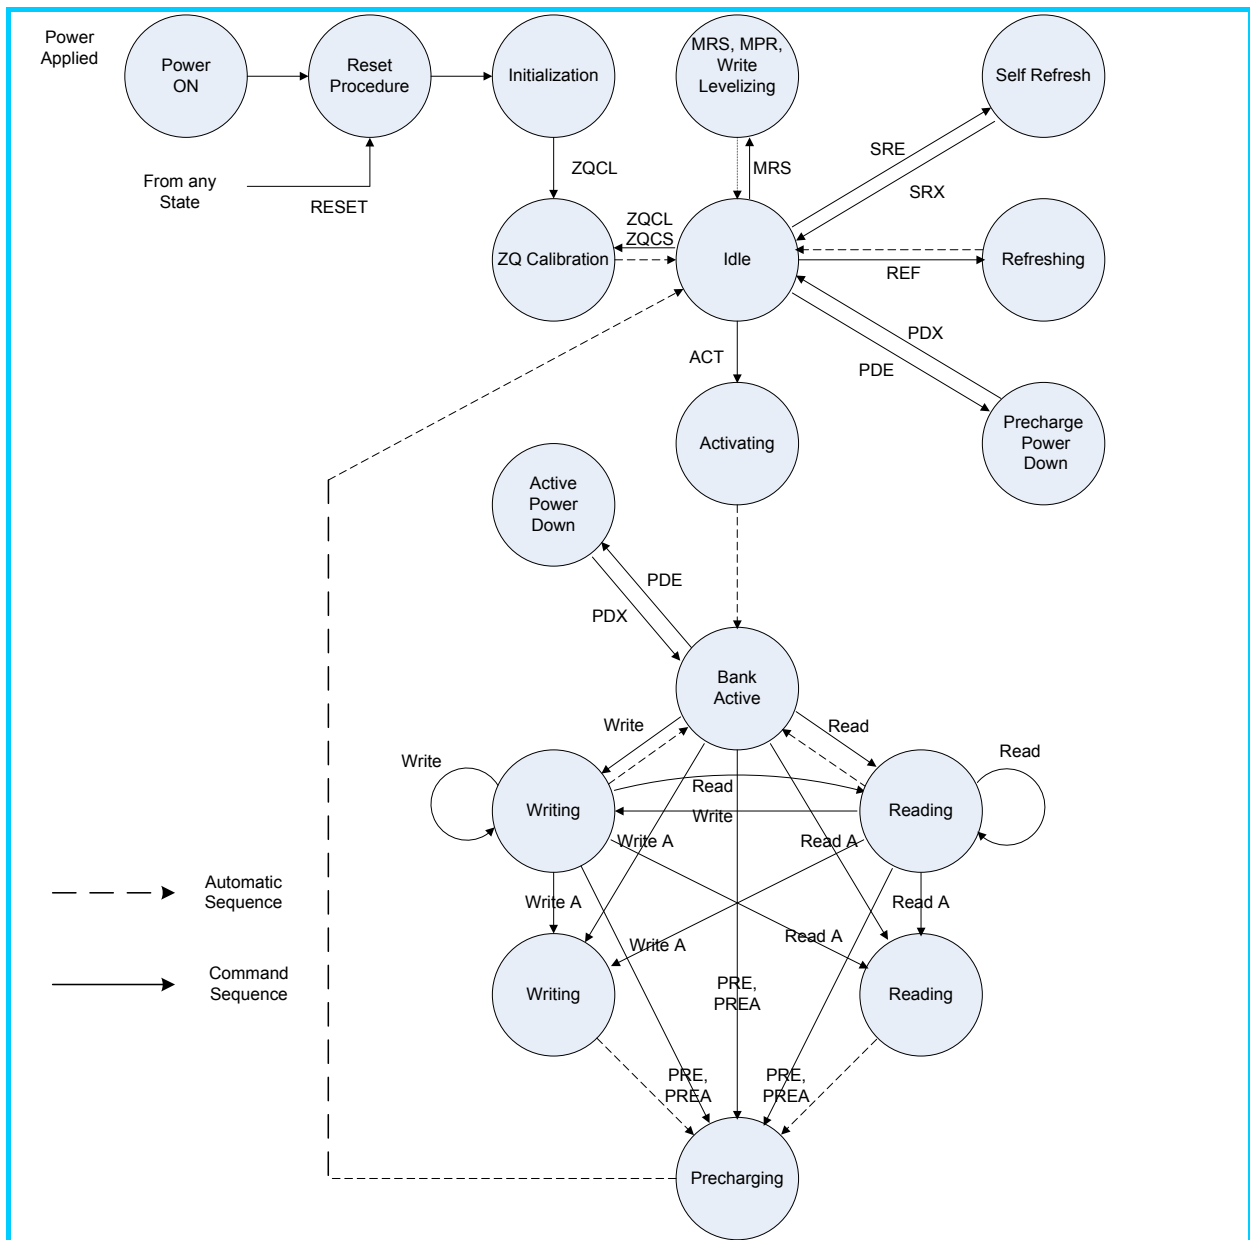 Power
Applied
Power
ON
Reset
Procedure
Initialization
MRS, MPR,
Write
Levelizing
Self Refresh
From any
State
RESET
ZQCL
MRS
SRE
SRX
ZQCL
ZQCS
ZQ Calibration
Idle
REF
Refreshing
ACT
PDX
PDE
Activating
Precharge
Power
Down
Active
Power
Down
PDE
PDX
Bank
Active
Write
Read
Write
Read
Writing
Read
Write
Reading
Write A
Read A
Automatic
Sequence
Write A
Read A
Write A
Read A
Command
Sequence
Writing
PRE,
PREA
Reading
PRE,
PREA
PRE,
PREA
Precharging